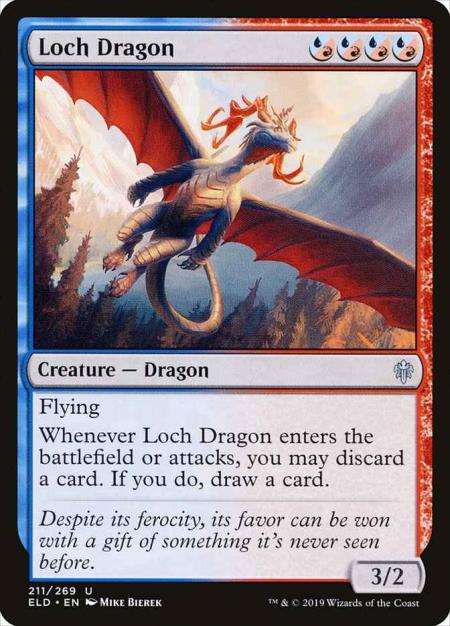 Loch Dragon
Creature — Dragon
Flying
Whenever Loch Dragon enters the
battlefield or attacks, you may discard
a card. If you do, draw a card.
Despite its ferocity, its favor can be won
with a gift of something it's never seen
before.
3/2
211/269 U
ELD • EN Mike Bierek
™ & © 2019 Wizards of the Coast